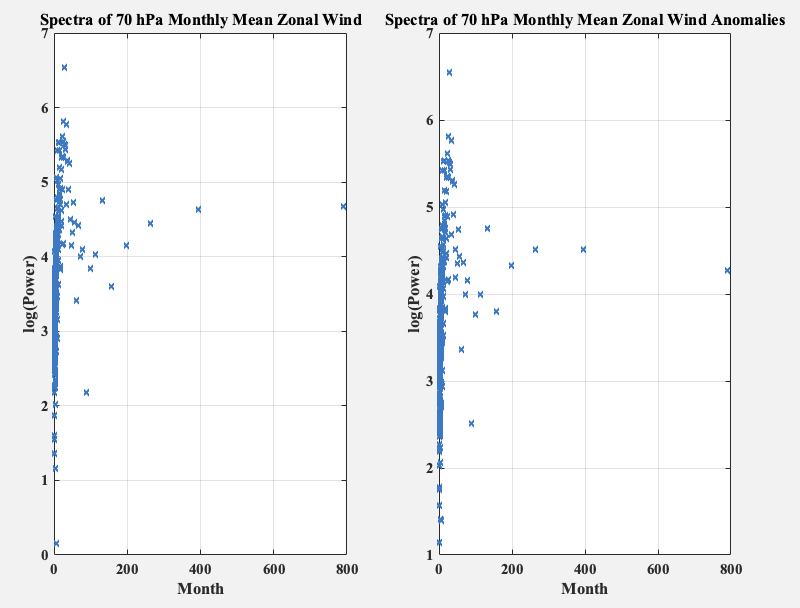 Spectra of 70 hPa Monthly Mean Zonal Wind
7
6
5
4
3
2
1
0
log(Power)
0 200 400 600 800
Month
Spectra of 70 hPa Monthly Mean Zonal Wind Anomalies
7
6
5
4
3
2
1
log(Power)
0 200 400 600 800
Month